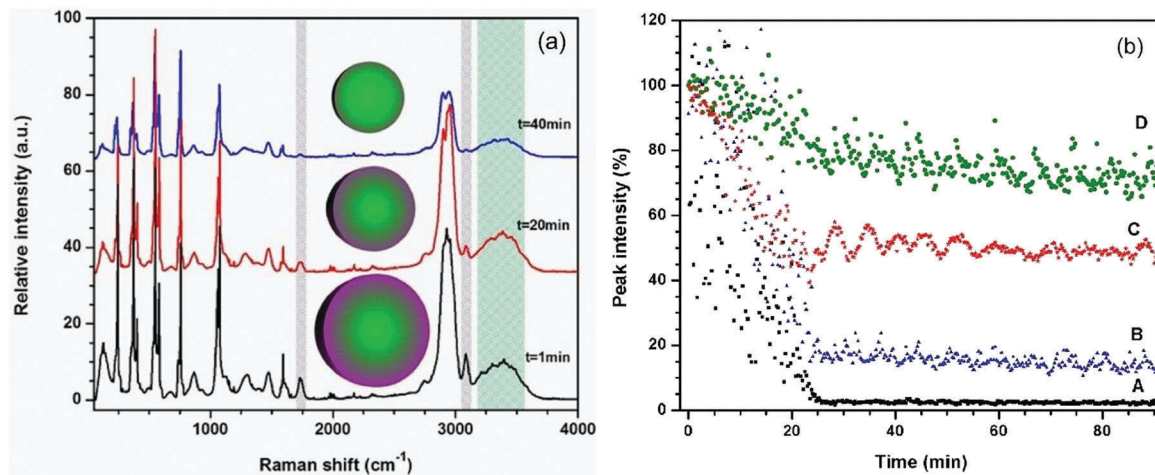 (a)
100
80
60
40
20
0
Relative intensity (a.u.)
t=40min
t=20min
t=1min
1000
2000
3000
4000
Raman shift (cm⁻¹)
(b)
120
100
80
60
40
20
0
Peak intensity (%)
D
C
B
A
0
20
40
60
80
Time (min)